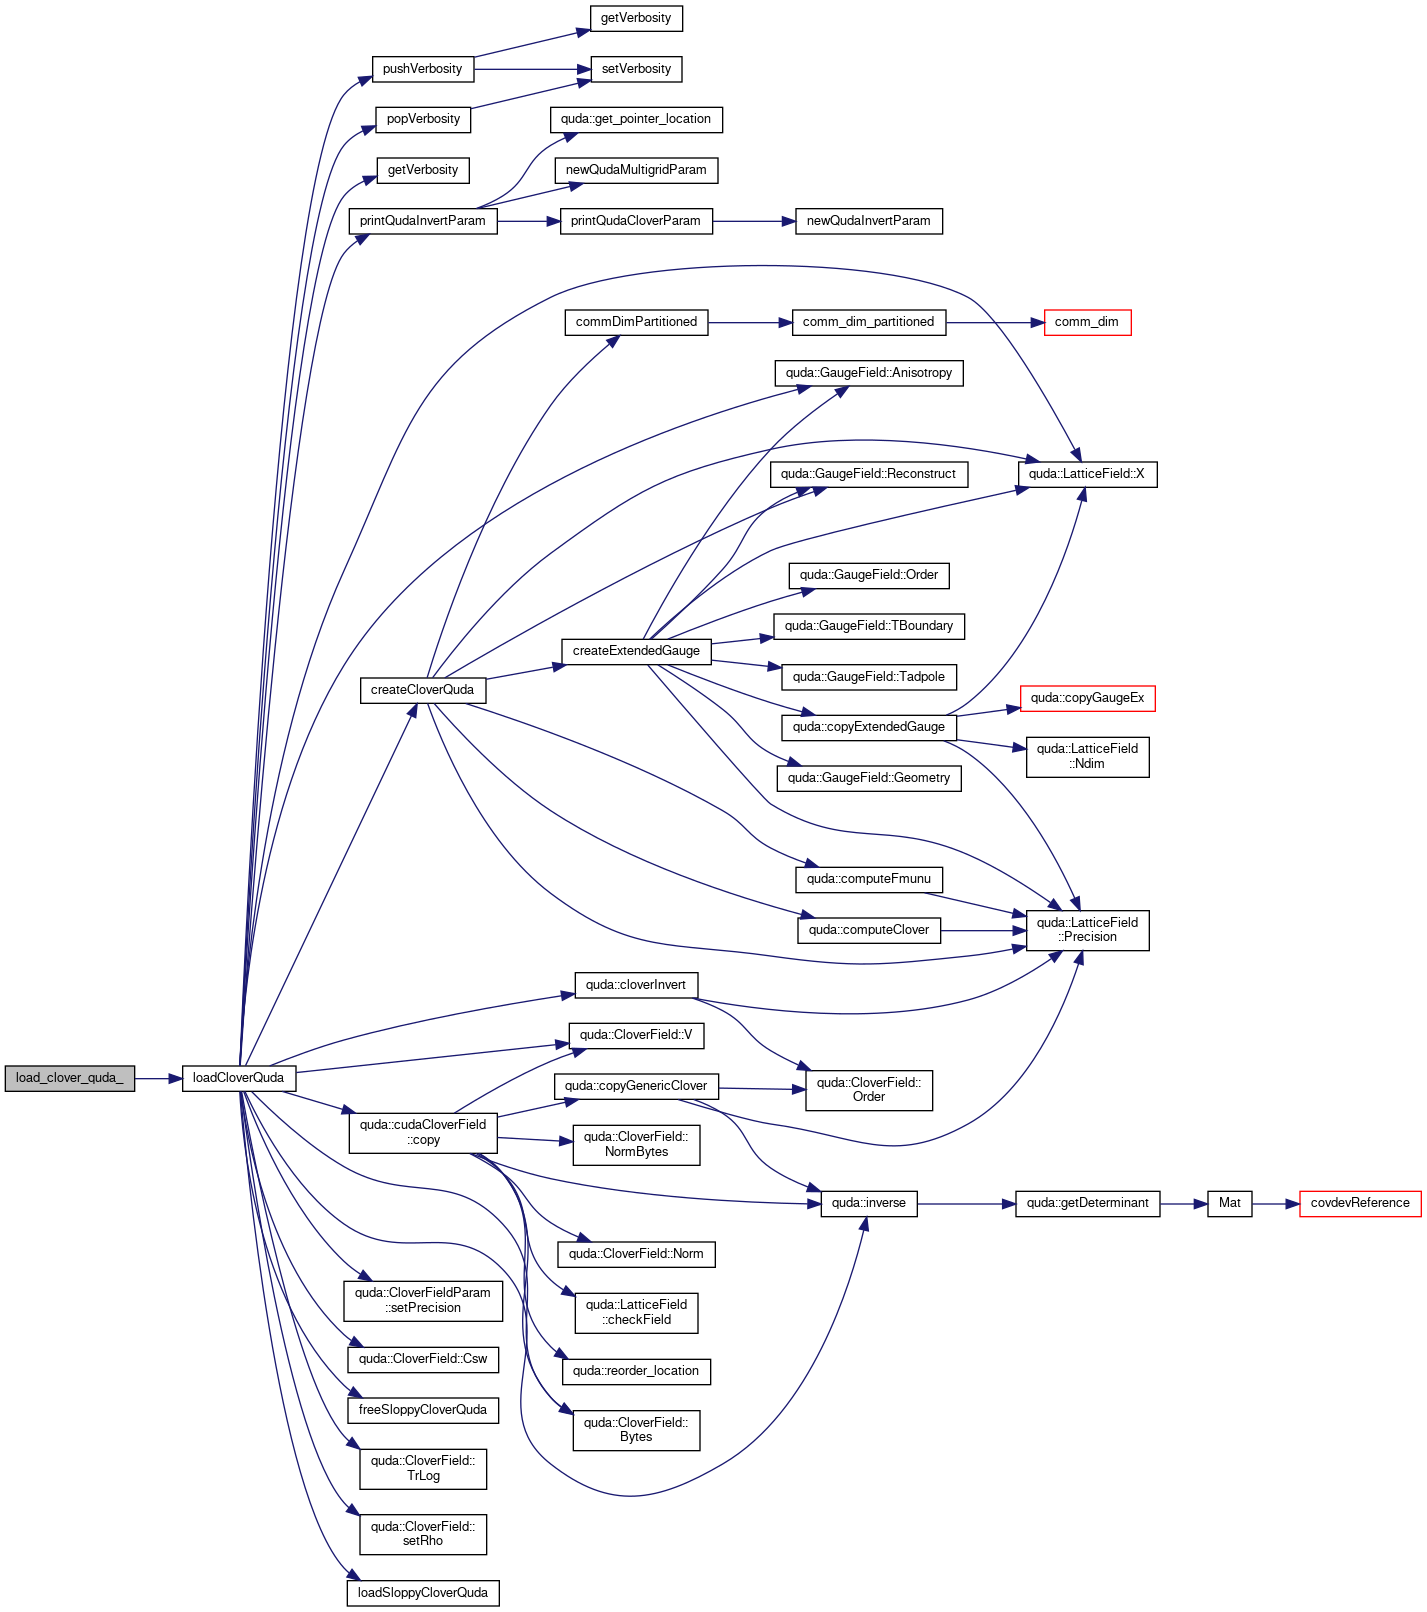 getVerbosity
pushVerbosity
setVerbosity
popVerbosity
quda::get_pointer_location
getVerbosity
newQudaMultigridParam
printQudaInvertParam
printQudaCloverParam
newQudaInvertParam
commDimPartitioned
comm_dim_partitioned
comm_dim
quda::GaugeField::Anisotropy
quda::GaugeField::Reconstruct
quda::LatticeField::X
quda::GaugeField::Order
quda::GaugeField::TBoundary
createExtendedGauge
quda::GaugeField::Tadpole
createCloverQuda
quda::copyGaugeEx
quda::copyExtendedGauge
quda::LatticeField
::Ndim
quda::GaugeField::Geometry
quda::computeFmunu
quda::computeClover
quda::LatticeField
::Precision
quda::cloverInvert
quda::CloverField::V
load_clover_quda_
loadCloverQuda
quda::copyGenericClover
quda::CloverField::
Order
quda::cudaCloverField
::copy
quda::CloverField::
NormBytes
quda::inverse
quda::getDeterminant
Mat
covdevReference
quda::CloverField::Norm
quda::CloverFieldParam
::setPrecision
quda::LatticeField
::checkField
quda::CloverField::Csw
quda::reorder_location
freeSloppyCloverQuda
quda::CloverField::
Bytes
quda::CloverField::
TrLog
quda::CloverField::
setRho
loadSloppyCloverQuda